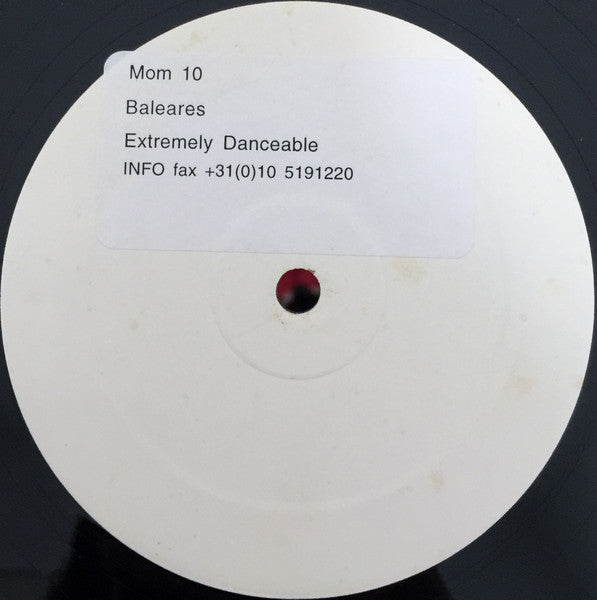 Mom 10
Baleares
Extremely Danceable
INFO fax +31(0)10 5191220